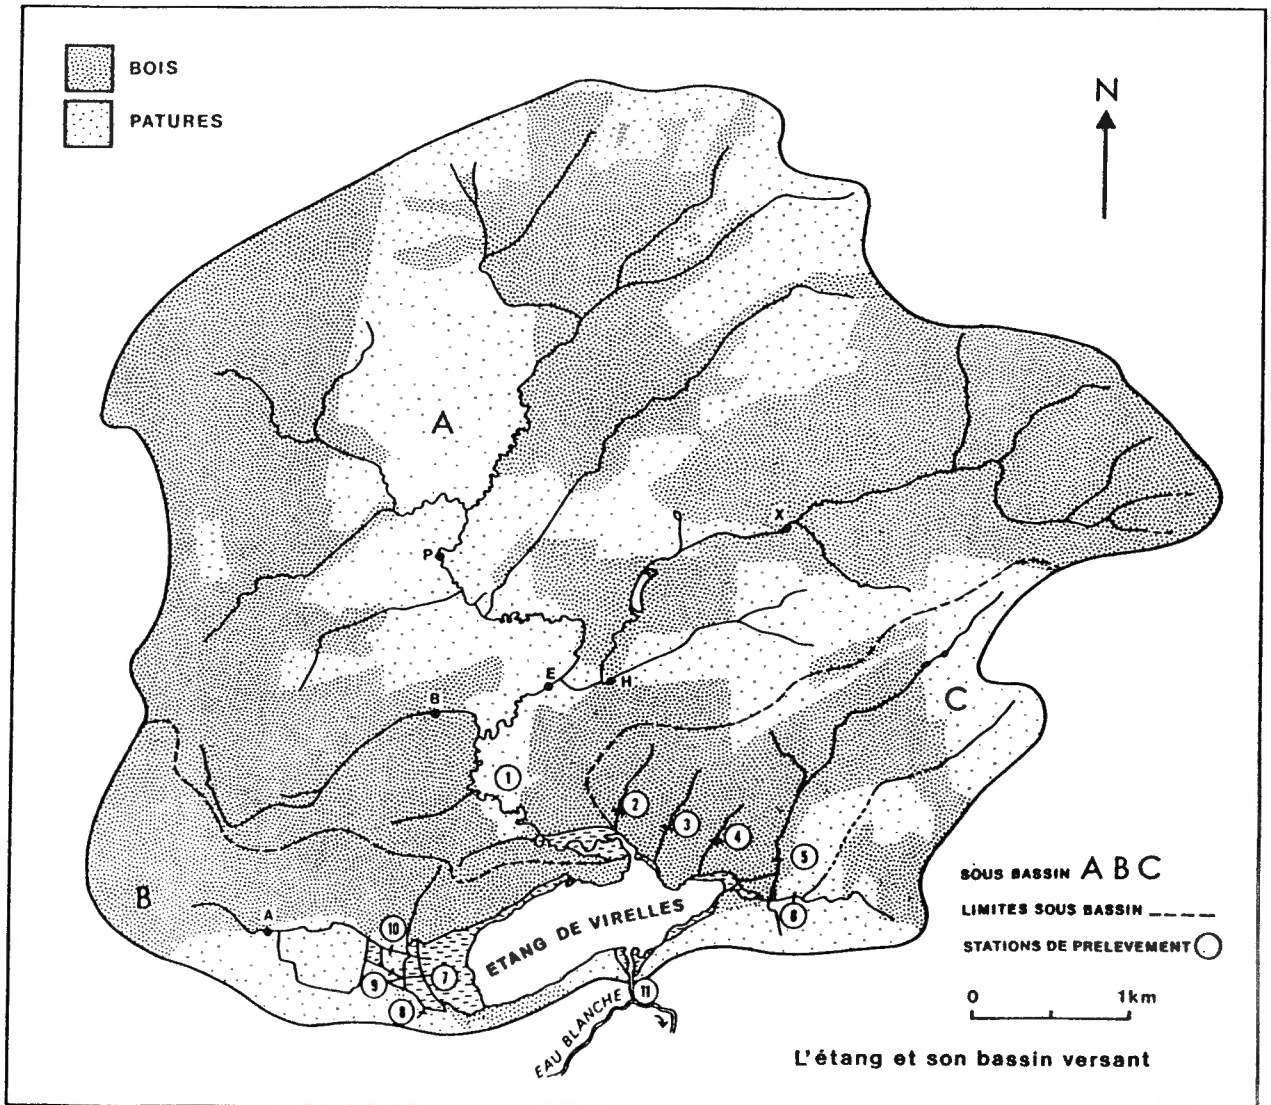 BOIS
PATURES
N
A
X
P
E
H
B
1
2
3
4
5
6
C
B
A
10
7
9
8
11
ETANG DE VIRELLES
EAU BLANCHE
SOUS BASSIN A B C
LIMITES SOUS BASSIN
STATIONS DE PRELEVEMENT
0 1km
L'étang et son bassin versant